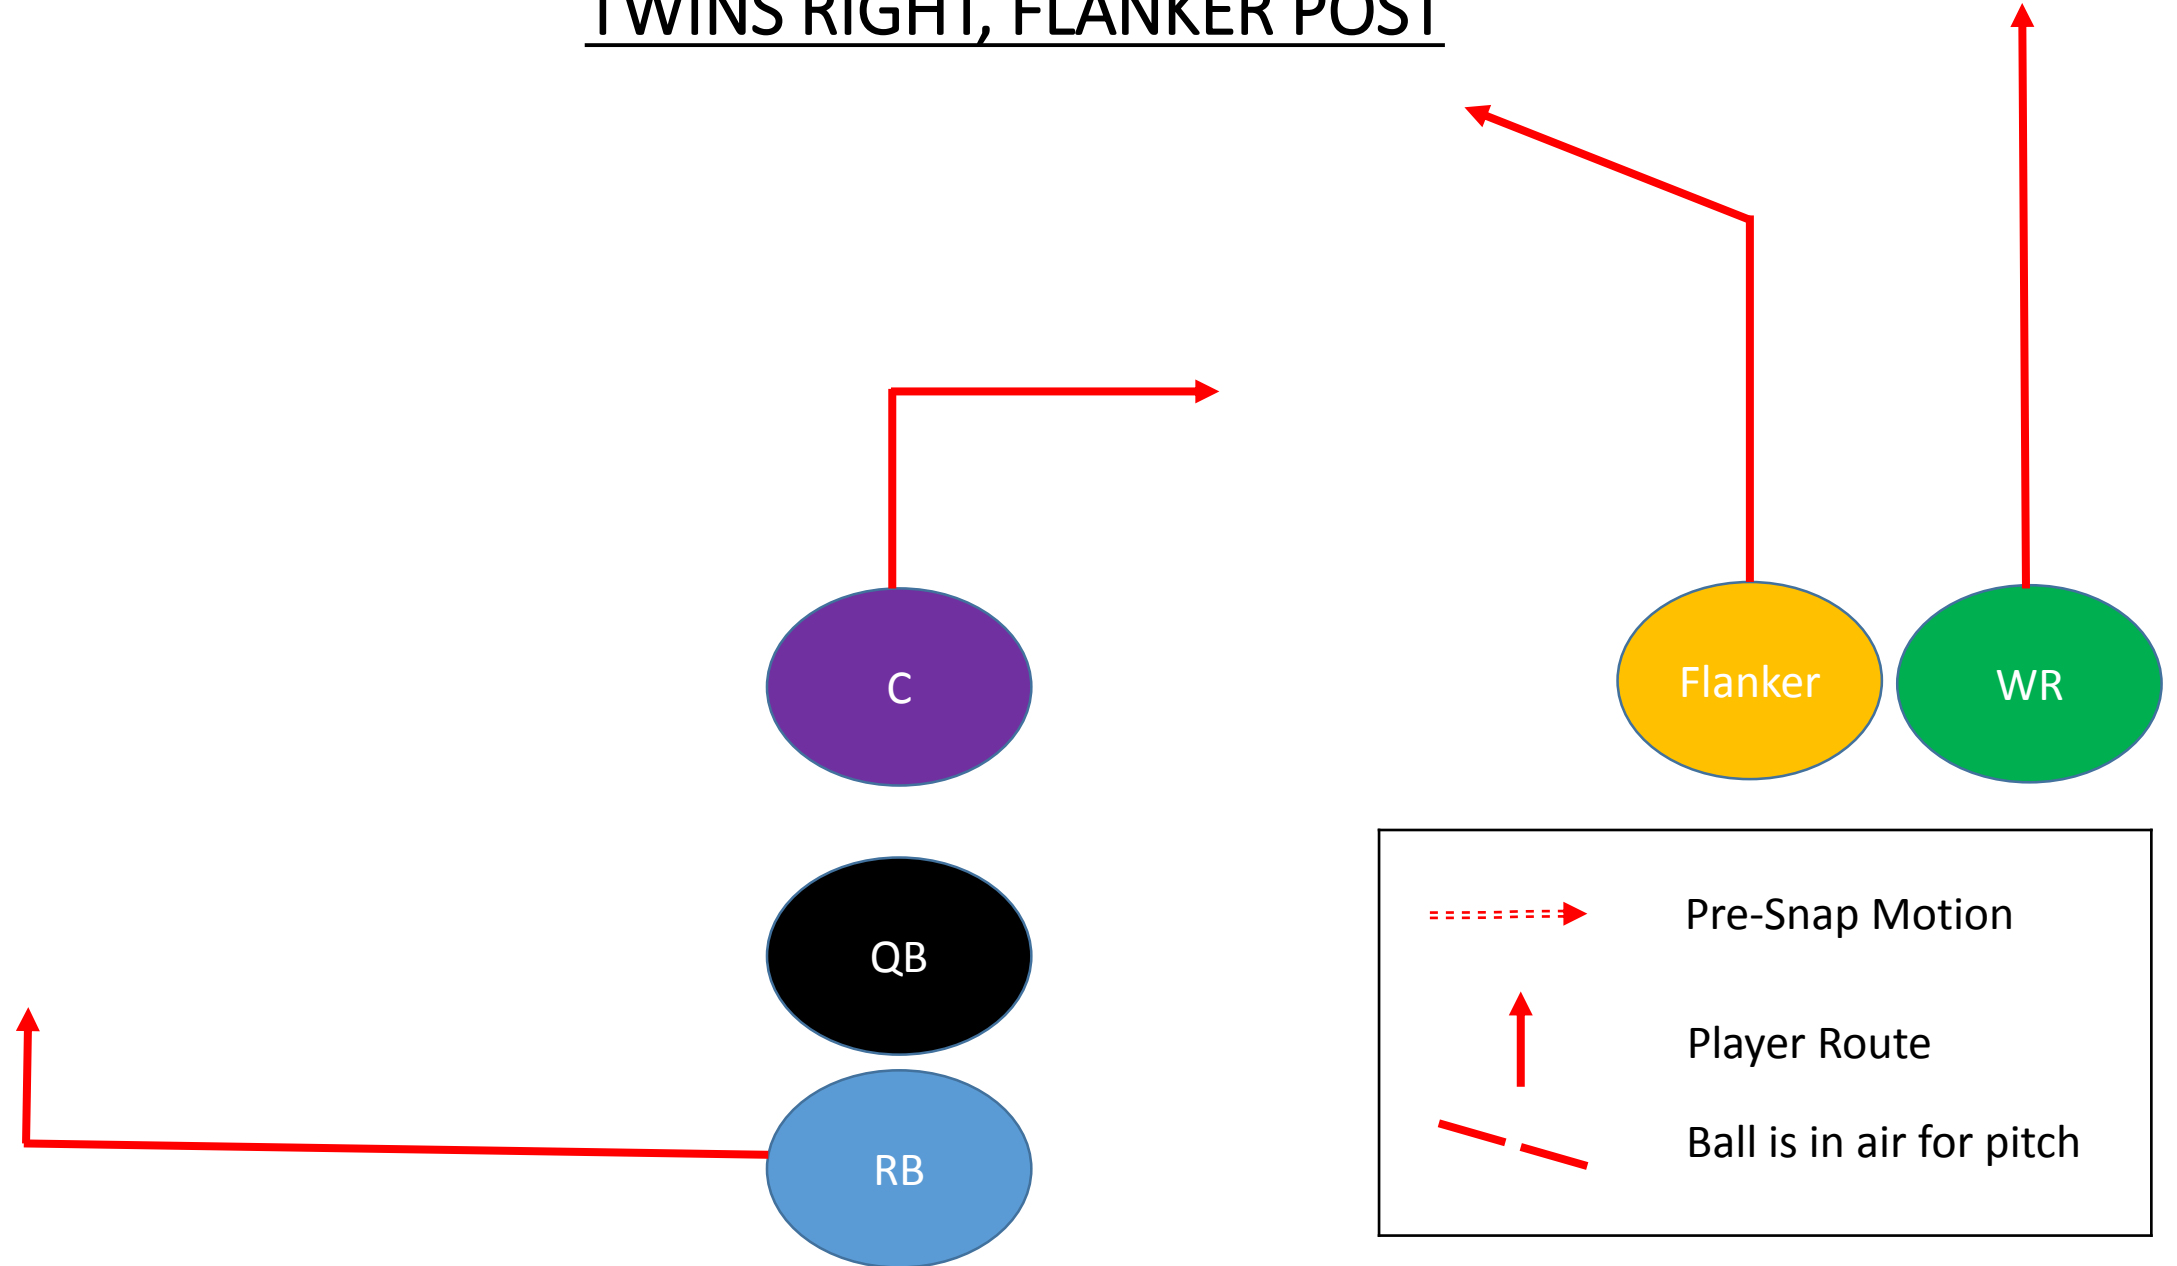 TWINS RIGHT, FLANKER POST
C
Flanker
WR
QB
RB
Pre-Snap Motion
Player Route
Ball is in air for pitch